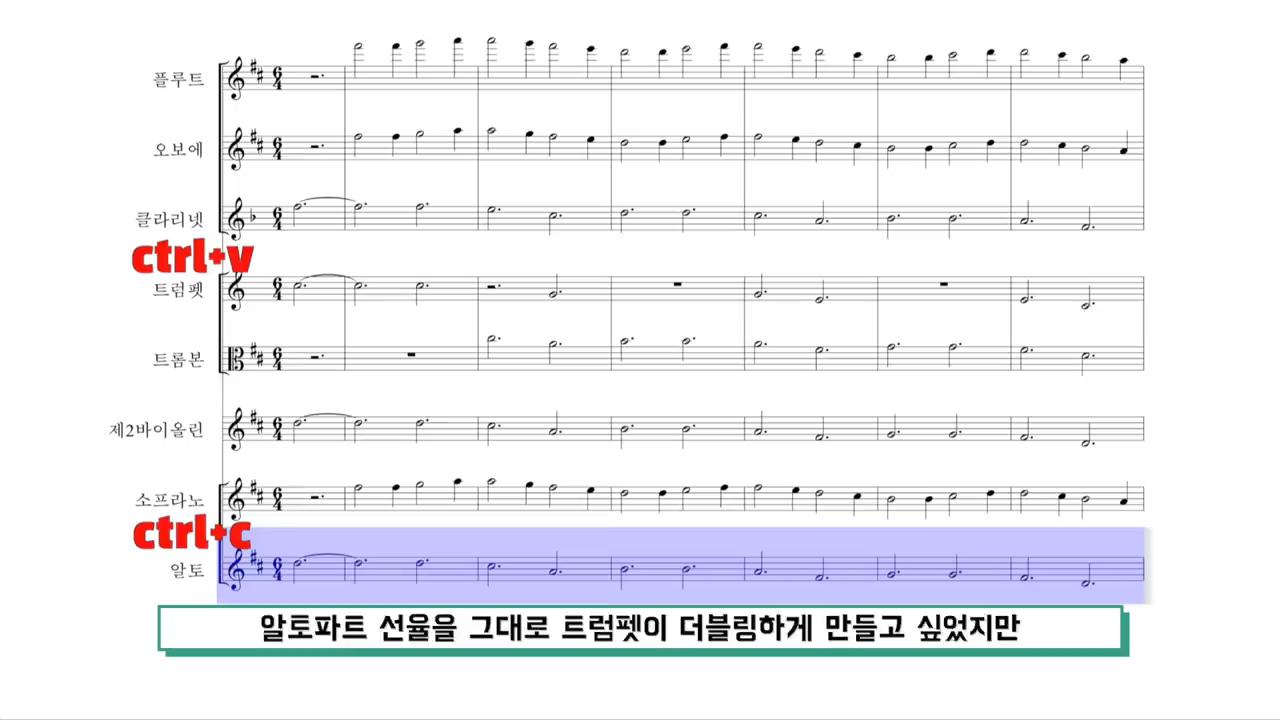 플루트
오보에
클라리넷
ctrl+v
트럼펫
트롬본
제2바이올린
소프라노
ctrl+c
알토
알토파트 선율을 그대로 트럼펫이 더블링하게 만들고 싶었지만